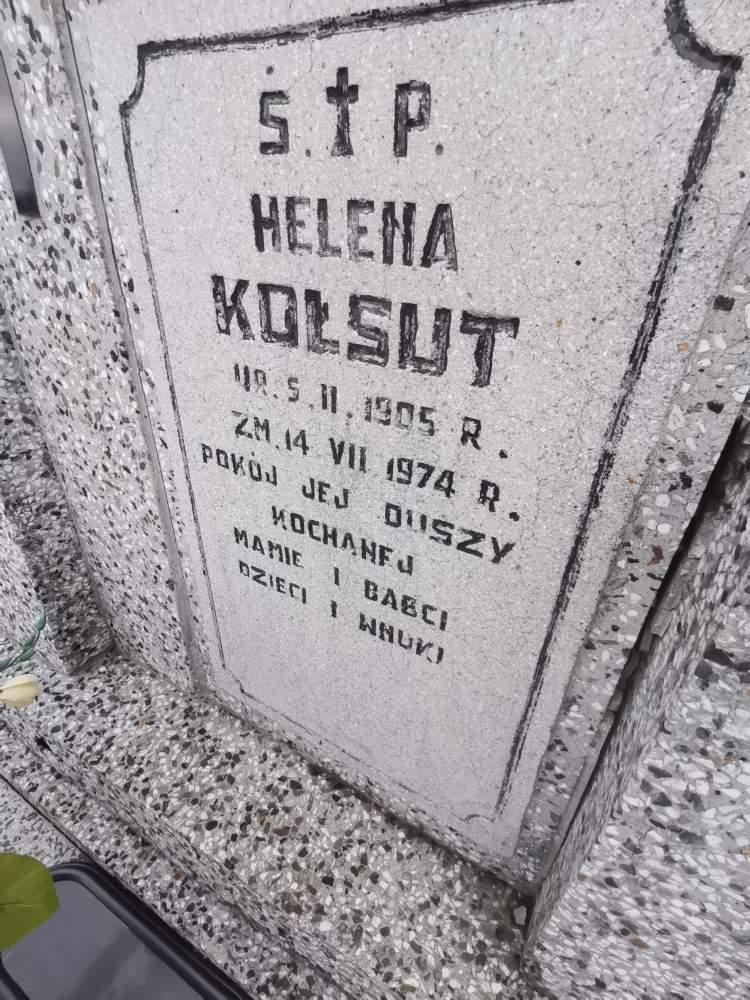 Ś. † P.
HELENA
KOŁSUT
UR. 5. II. 1905 R.
ZM. 14 VII 1974 R.
POKÓJ JEJ DUSZY
KOCHANEJ
MAMIE I BABCI
DZIECI I WNUKI